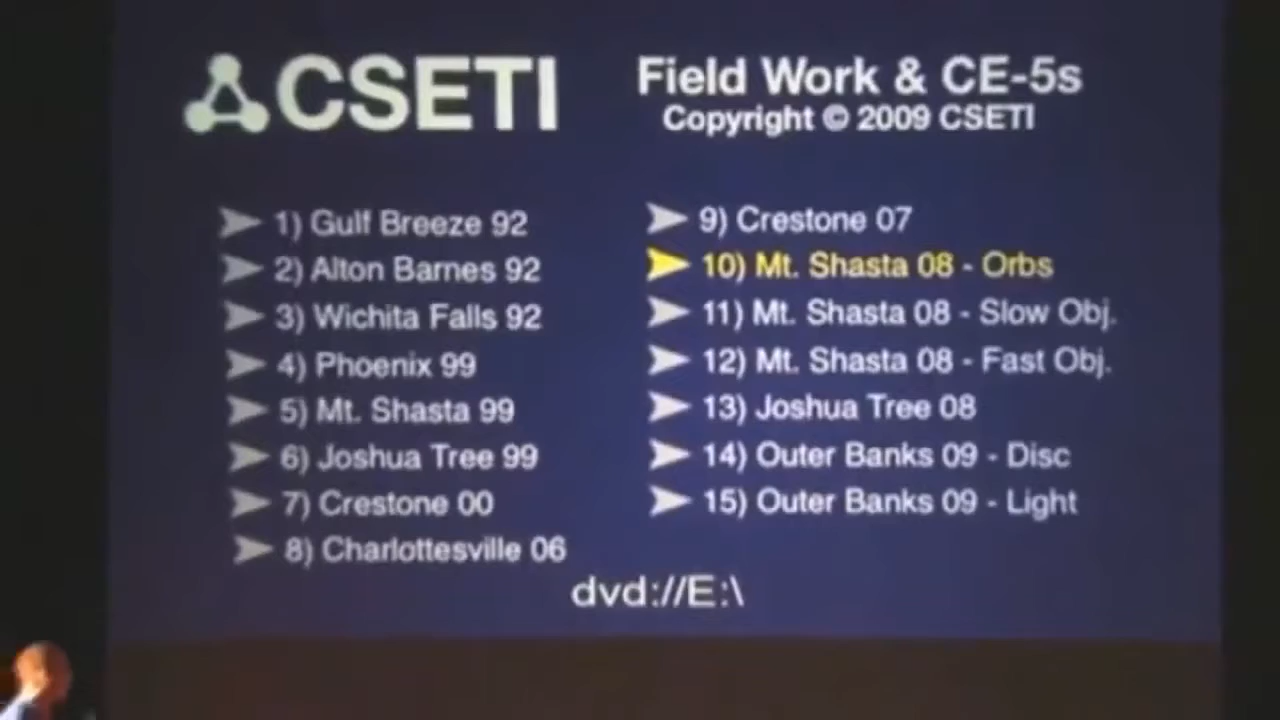 CSETI
Field Work & CE-5s
Copyright © 2009 CSETI
1) Gulf Breeze 92
2) Alton Barnes 92
3) Wichita Falls 92
4) Phoenix 99
5) Mt. Shasta 99
6) Joshua Tree 99
7) Crestone 00
8) Charlottesville 06
9) Crestone 07
10) Mt. Shasta 08 - Orbs
11) Mt. Shasta 08 - Slow Obj.
12) Mt. Shasta 08 - Fast Obj.
13) Joshua Tree 08
14) Outer Banks 09 - Disc
15) Outer Banks 09 - Light
dvd://E:\